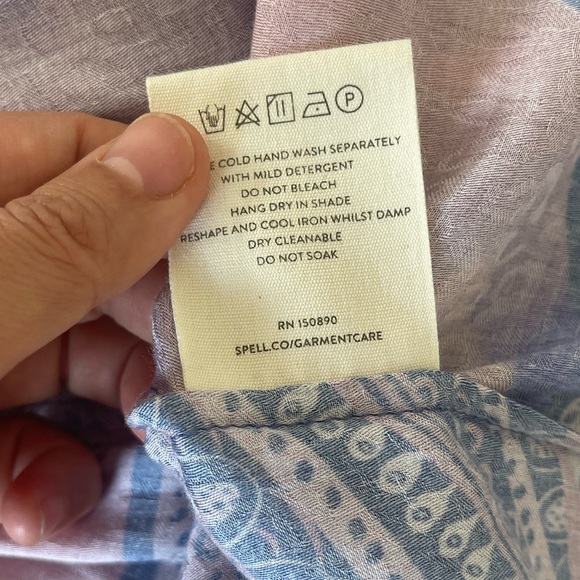 P
COLD HAND WASH SEPARATELY
WITH MILD DETERGENT
DO NOT BLEACH
HANG DRY IN SHADE
RESHAPE AND COOL IRON WHILST DAMP
DRY CLEANABLE
DO NOT SOAK
RN 150890
SPELL.CO/GARMENTCARE